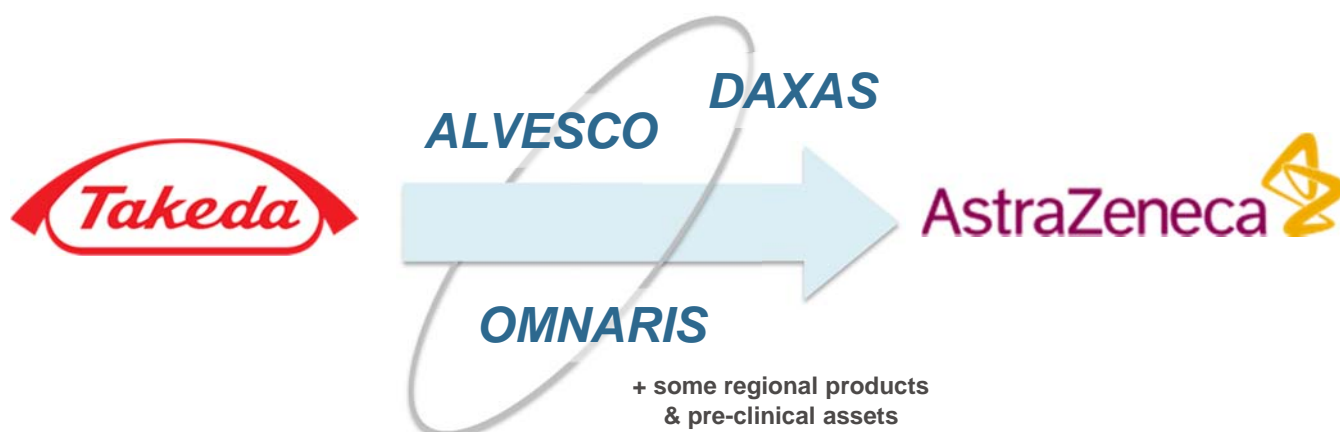 DAXAS
ALVESCO
Takeda
AstraZeneca
OMNARIS
+ some regional products
& pre-clinical assets